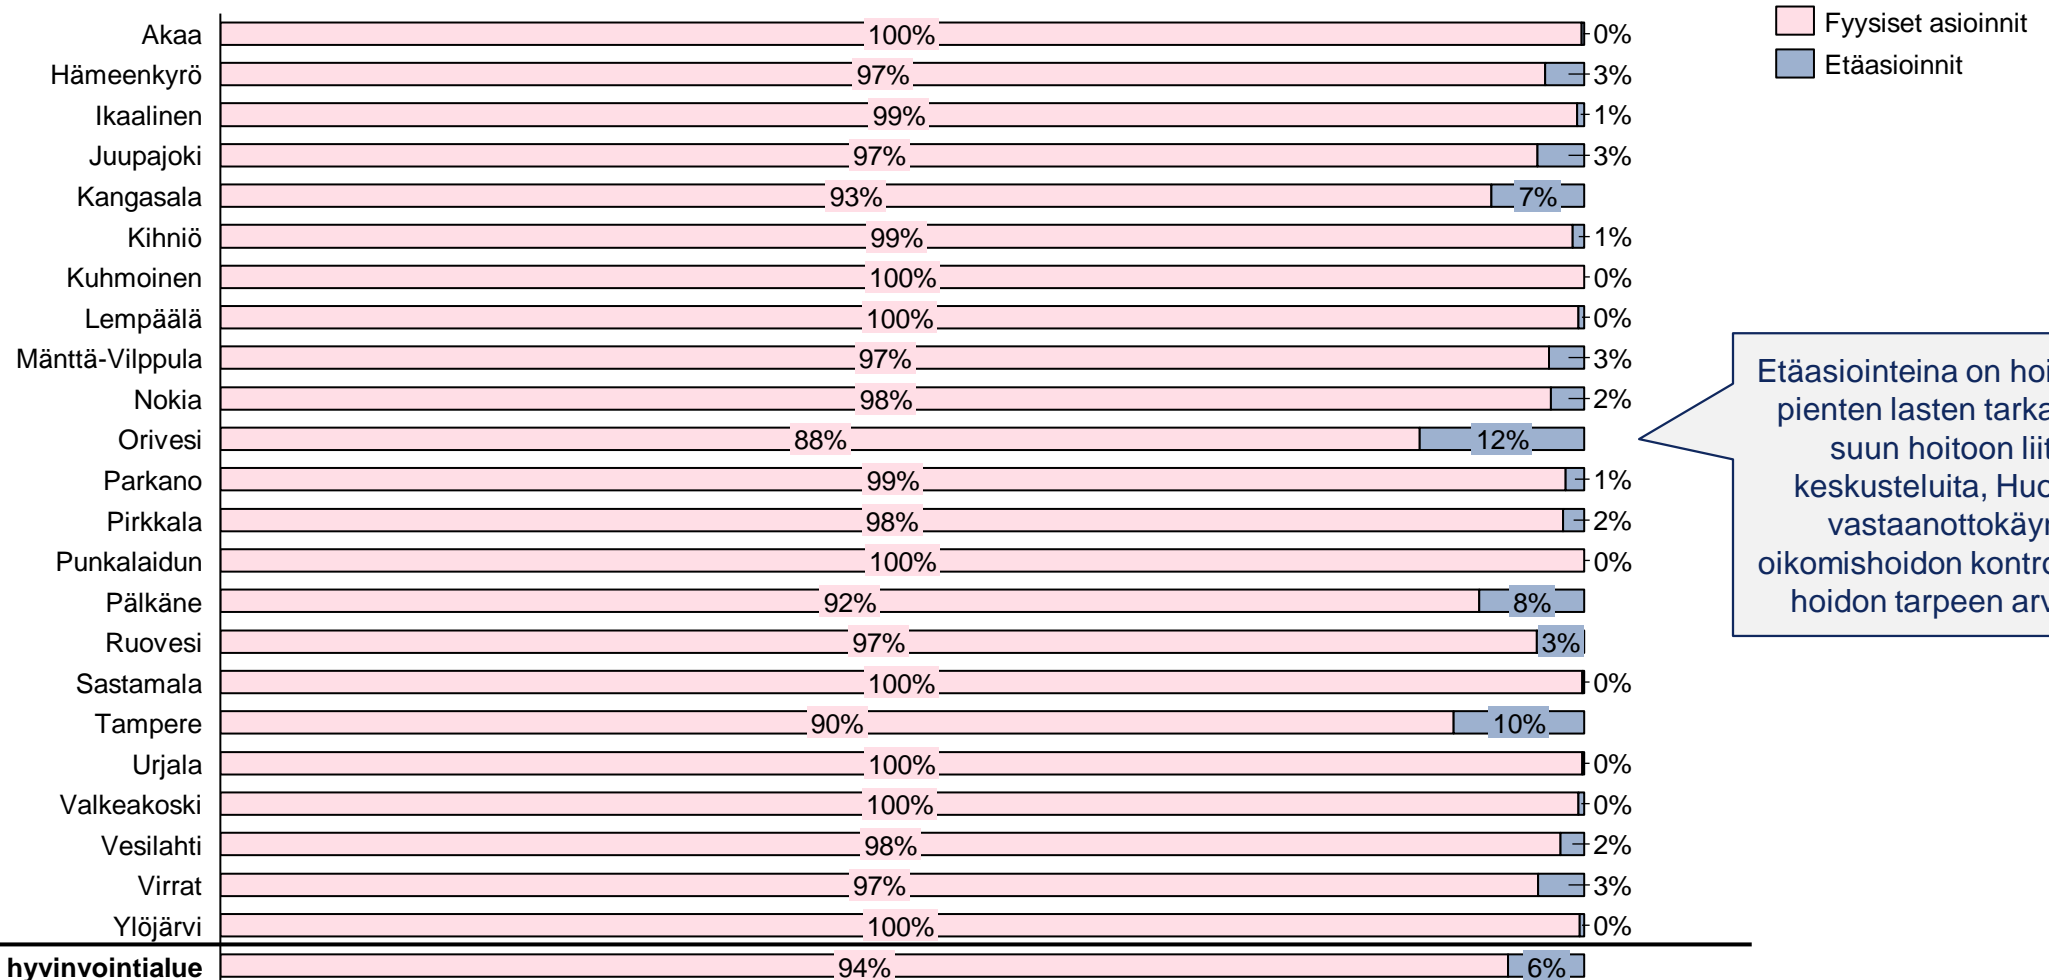 Fyysiset asioinnit
Etäasioinnit
Akaa 100% 0%
Hämeenkyrö 97% 3%
Ikaalinen 99% 1%
Juupajoki 97% 3%
Kangasala 93% 7%
Kihniö 99% 1%
Kuhmoinen 100% 0%
Lempäälä 100% 0%
Mänttä-Vilppula 97% 3%
Nokia 98% 2%
Orivesi 88% 12%
Parkano 99% 1%
Pirkkala 98% 2%
Punkalaidun 100% 0%
Pälkäne 92% 8%
Ruovesi 97% 3%
Sastamala 100% 0%
Tampere 90% 10%
Urjala 100% 0%
Valkeakoski 100% 0%
Vesilahti 98% 2%
Virrat 97% 3%
Ylöjärvi 100% 0%
hyvinvointialue 94% 6%
Etäasiointeina on
pienten lasten
suun hoitoon
keskusteluita,
oikomishoidon
hoidon tarpeen